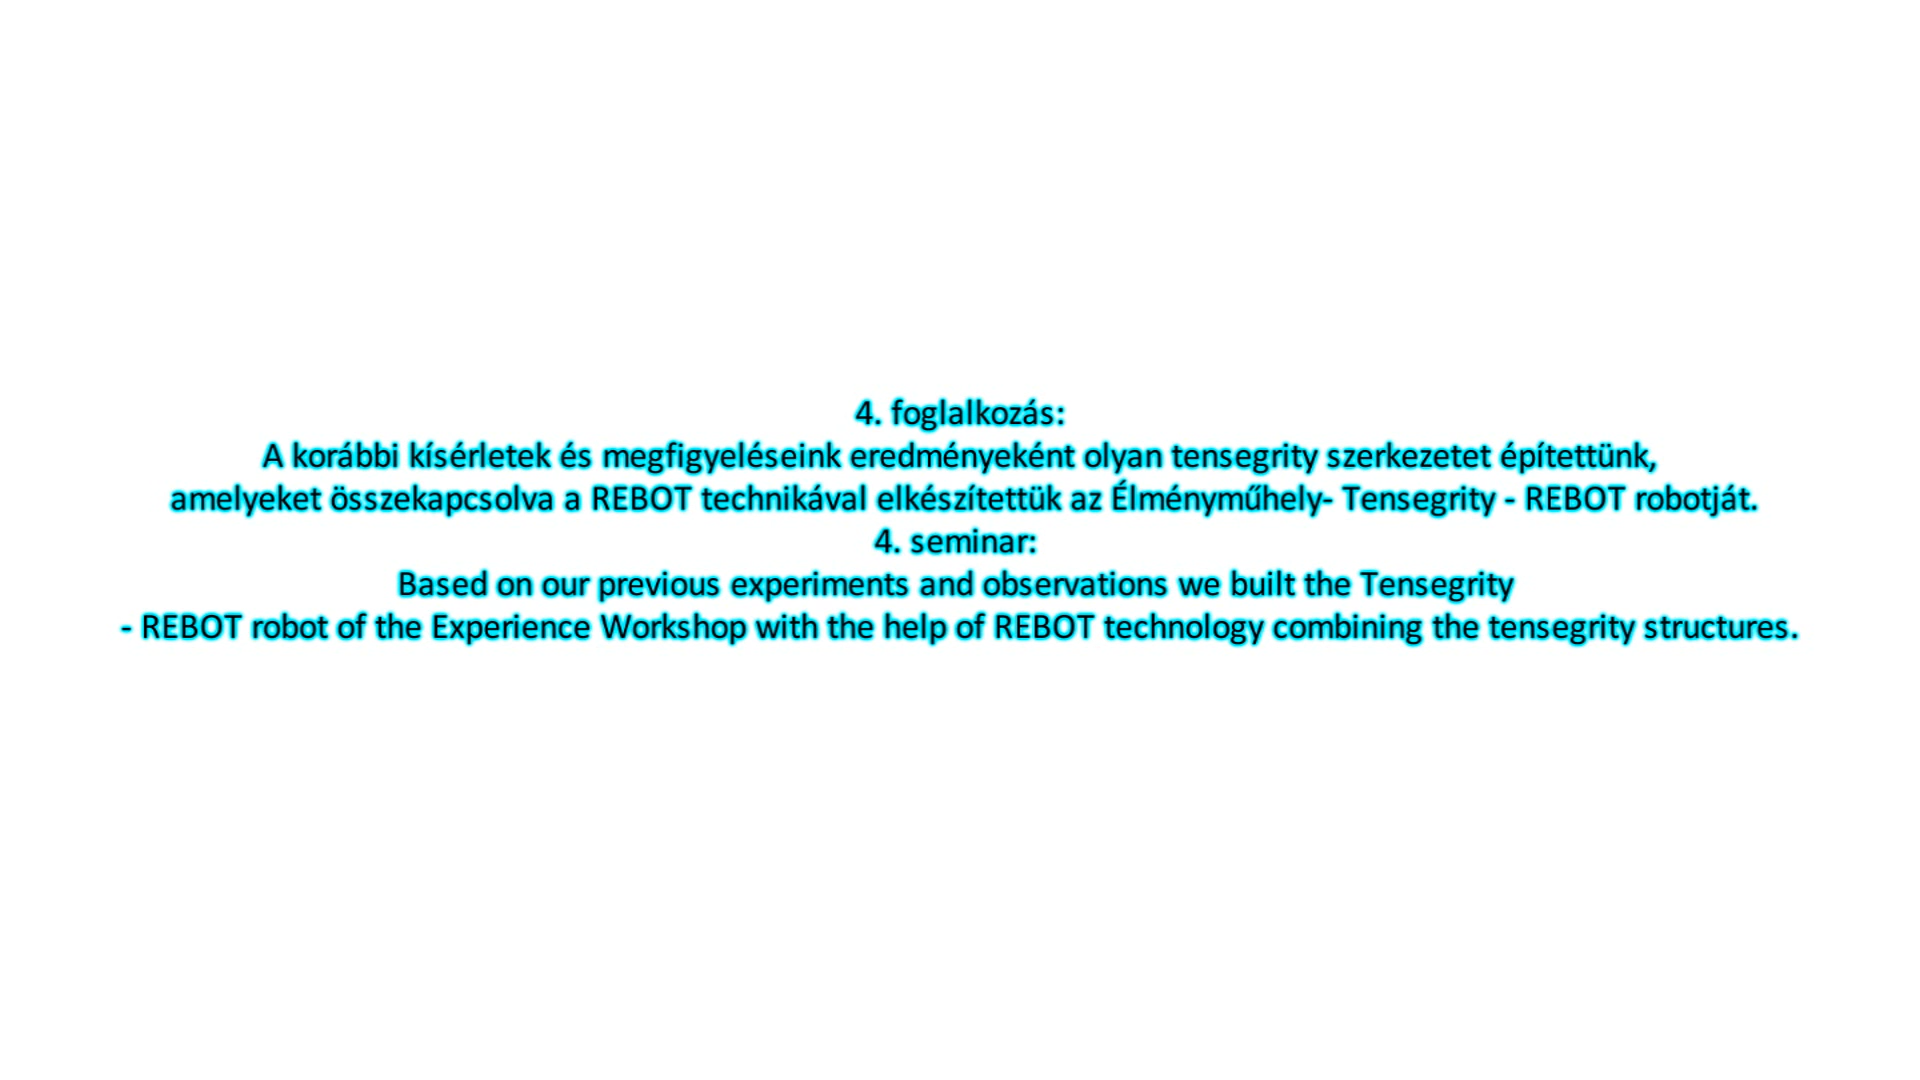 4. foglalkozás:
A korábbi kísérletek és megfigyeléseink eredményeként olyan tensegrity szerkezetet építettünk,
amelyeket összekapcsolva a REBOT technikával elkészítettük az Élményműhely- Tensegrity - REBOT robotját.
4. seminar:
Based on our previous experiments and observations we built the Tensegrity
- REBOT robot of the Experience Workshop with the help of REBOT technology combining the tensegrity structures.